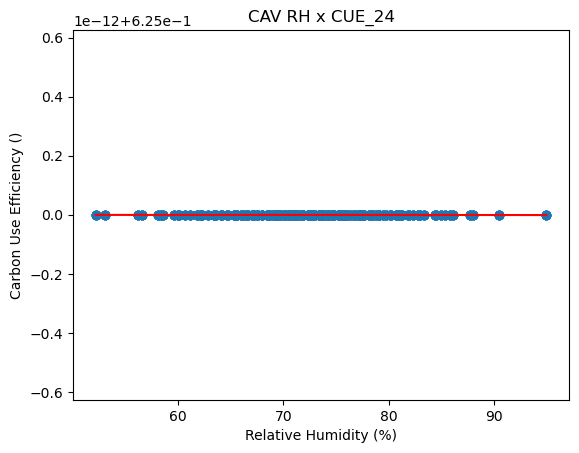 CAV RH x CUE_24
1e-12+6.25e-1
0.6
0.4
0.2
0.0
−0.2
−0.4
−0.6
Carbon Use Efficiency ()
60 70 80 90
Relative Humidity (%)